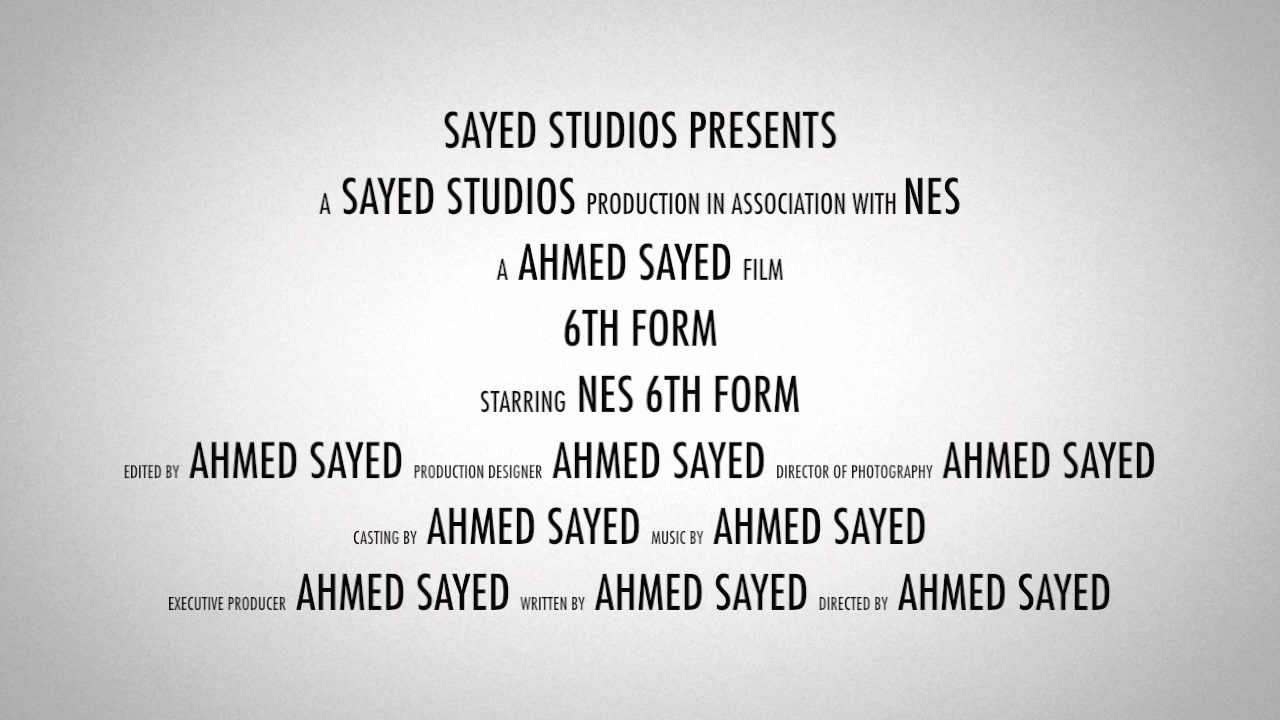 SAYED STUDIOS PRESENTS
A SAYED STUDIOS PRODUCTION IN ASSOCIATION WITH NES
A AHMED SAYED FILM
6TH FORM
STARRING NES 6TH FORM
EDITED BY AHMED SAYED PRODUCTION DESIGNER AHMED SAYED DIRECTOR OF PHOTOGRAPHY AHMED SAYED
CASTING BY AHMED SAYED MUSIC BY AHMED SAYED
EXECUTIVE PRODUCER AHMED SAYED WRITTEN BY AHMED SAYED DIRECTED BY AHMED SAYED